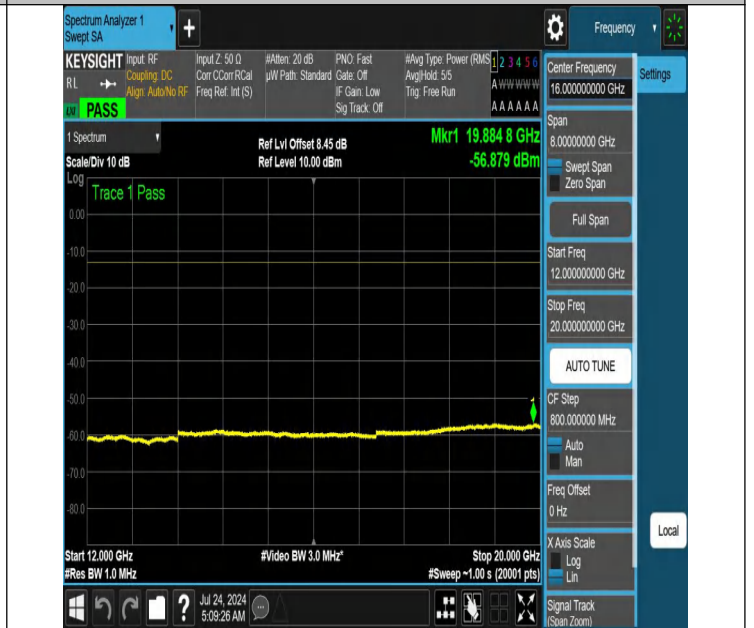 Spectrum Analyzer 1
Swept SA
+
Frequency
KEYSIGHT
RL
PASS
Input: RF
Coupling: DC
Align: Auto/No RF
Input Z: 50 Ω
Corr CCorr RCal
Freq Ref: Int (S)
#Atten: 20 dB
µW Path: Standard
PNO: Fast
Gate: Off
IF Gain: Low
Sig Track: Off
#Avg Type: Power (RMS
Avg|Hold: 5/5
Trig: Free Run
1 2 3 4 5 6
A W W W W W
A A A A A A
1 Spectrum
Scale/Div 10 dB
Log
Ref Lvl Offset 8.45 dB
Ref Level 10.00 dBm
Mkr1 19.884 8 GHz
-56.879 dBm
Trace 1 Pass
0.00
-10.0
-20.0
-30.0
-40.0
-50.0
-60.0
-70.0
-80.0
1
Start 12.000 GHz
#Res BW 1.0 MHz
#Video BW 3.0 MHz*
Stop 20.000 GHz
#Sweep ~1.00 s (20001 pts)
Center Frequency
16.000000000 GHz
Settings
Span
8.00000000 GHz
Swept Span
Zero Span
Full Span
Start Freq
12.000000000 GHz
Stop Freq
20.000000000 GHz
AUTO TUNE
CF Step
800.000000 MHz
Auto
Man
Freq Offset
0 Hz
X Axis Scale
Log
Lin
Local
Signal Track
(Span Zoom)
?
Jul 24, 2024
5:09:26 AM